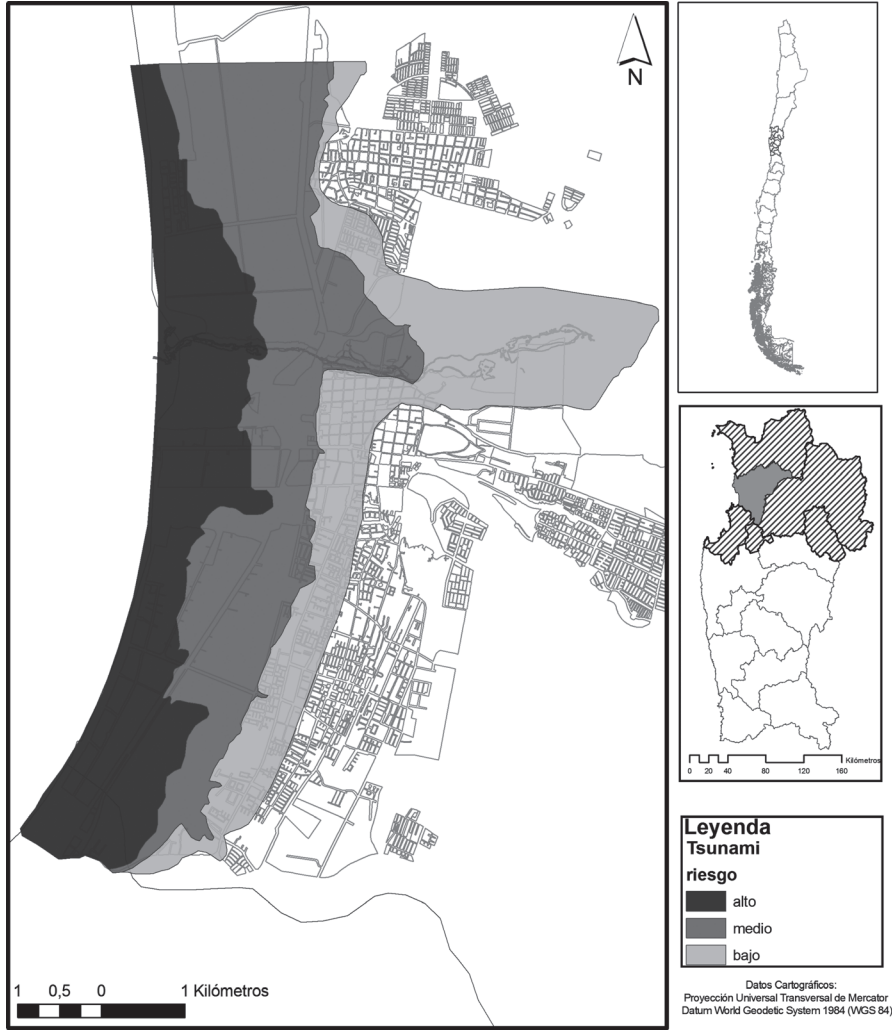 N
1 0,5 0 1 Kilómetros
Kilómetros
0 20 40 80 120 160
Leyenda
Tsunami
riesgo
alto
medio
bajo
Datos Cartográficos:
Proyección Universal Transversal de Mercator
Datum World Geodetic System 1984 (WGS 84)